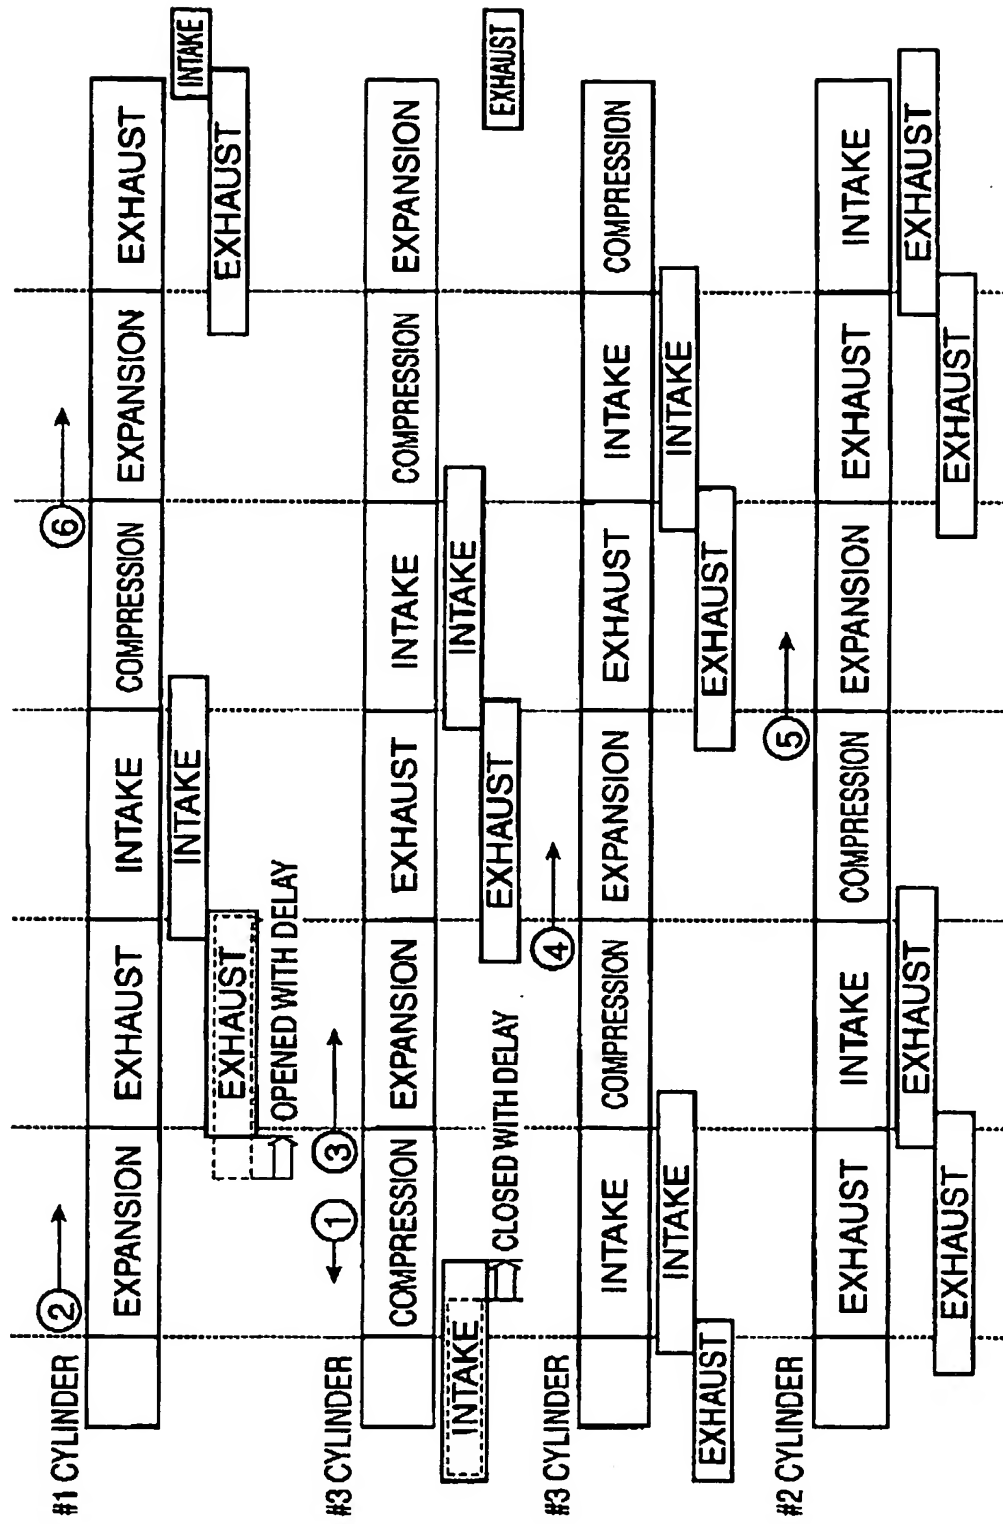 #1 CYLINDER
② ⑥
EXPANSION EXHAUST INTAKE COMPRESSION EXPANSION EXHAUST
INTAKE INTAKE
EXHAUST EXHAUST
OPENED WITH DELAY
#3 CYLINDER
① ③
COMPRESSION EXPANSION EXHAUST INTAKE COMPRESSION EXPANSION
INTAKE INTAKE
EXHAUST EXHAUST
CLOSED WITH DELAY
#3 CYLINDER
④
INTAKE COMPRESSION EXPANSION EXHAUST INTAKE COMPRESSION
INTAKE INTAKE
EXHAUST EXHAUST
#2 CYLINDER
⑤
EXHAUST INTAKE COMPRESSION EXPANSION EXHAUST INTAKE
EXHAUST EXHAUST
EXHAUST EXHAUST